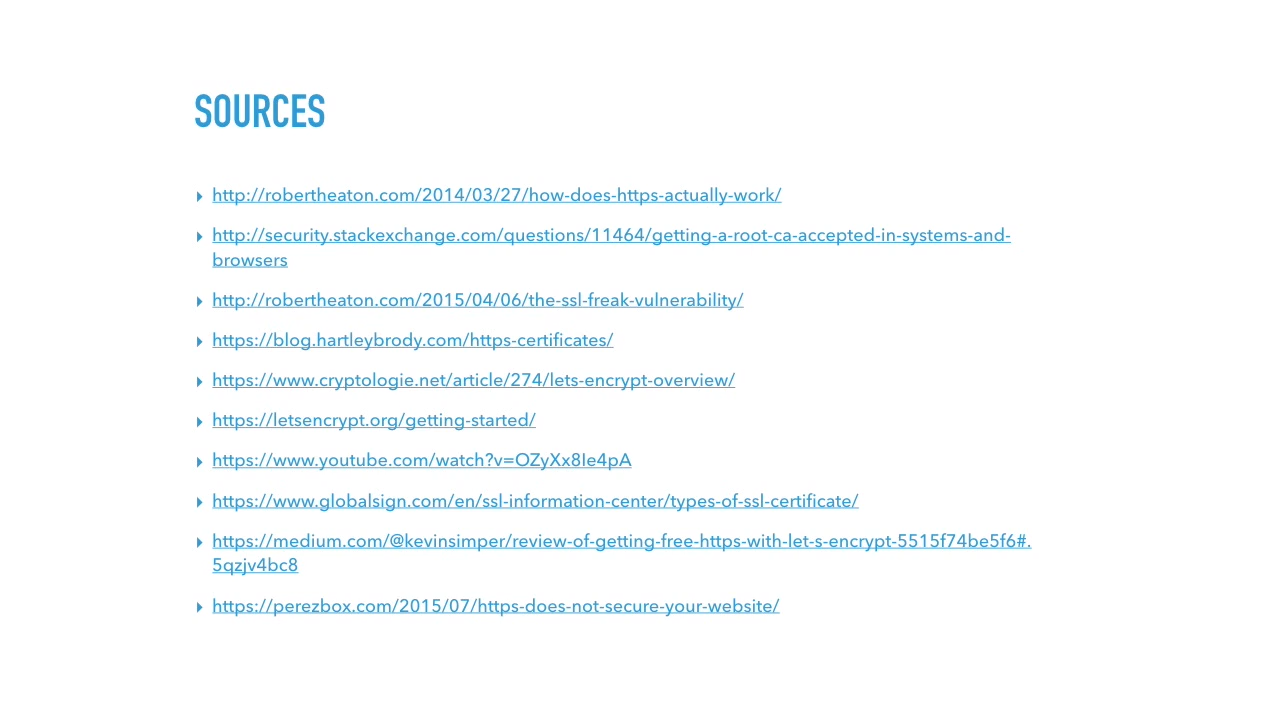 SOURCES
▸ http://robertheaton.com/2014/03/27/how-does-https-actually-work/
▸ http://security.stackexchange.com/questions/11464/getting-a-root-ca-accepted-in-systems-and-
browsers
▸ http://robertheaton.com/2015/04/06/the-ssl-freak-vulnerability/
▸ https://blog.hartleybrody.com/https-certificates/
▸ https://www.cryptologie.net/article/274/lets-encrypt-overview/
▸ https://letsencrypt.org/getting-started/
▸ https://www.youtube.com/watch?v=OZyXx8Ie4pA
▸ https://www.globalsign.com/en/ssl-information-center/types-of-ssl-certificate/
▸ https://medium.com/@kevinsimper/review-of-getting-free-https-with-let-s-encrypt-5515f74be5f6#.
5qzjv4bc8
▸ https://perezbox.com/2015/07/https-does-not-secure-your-website/